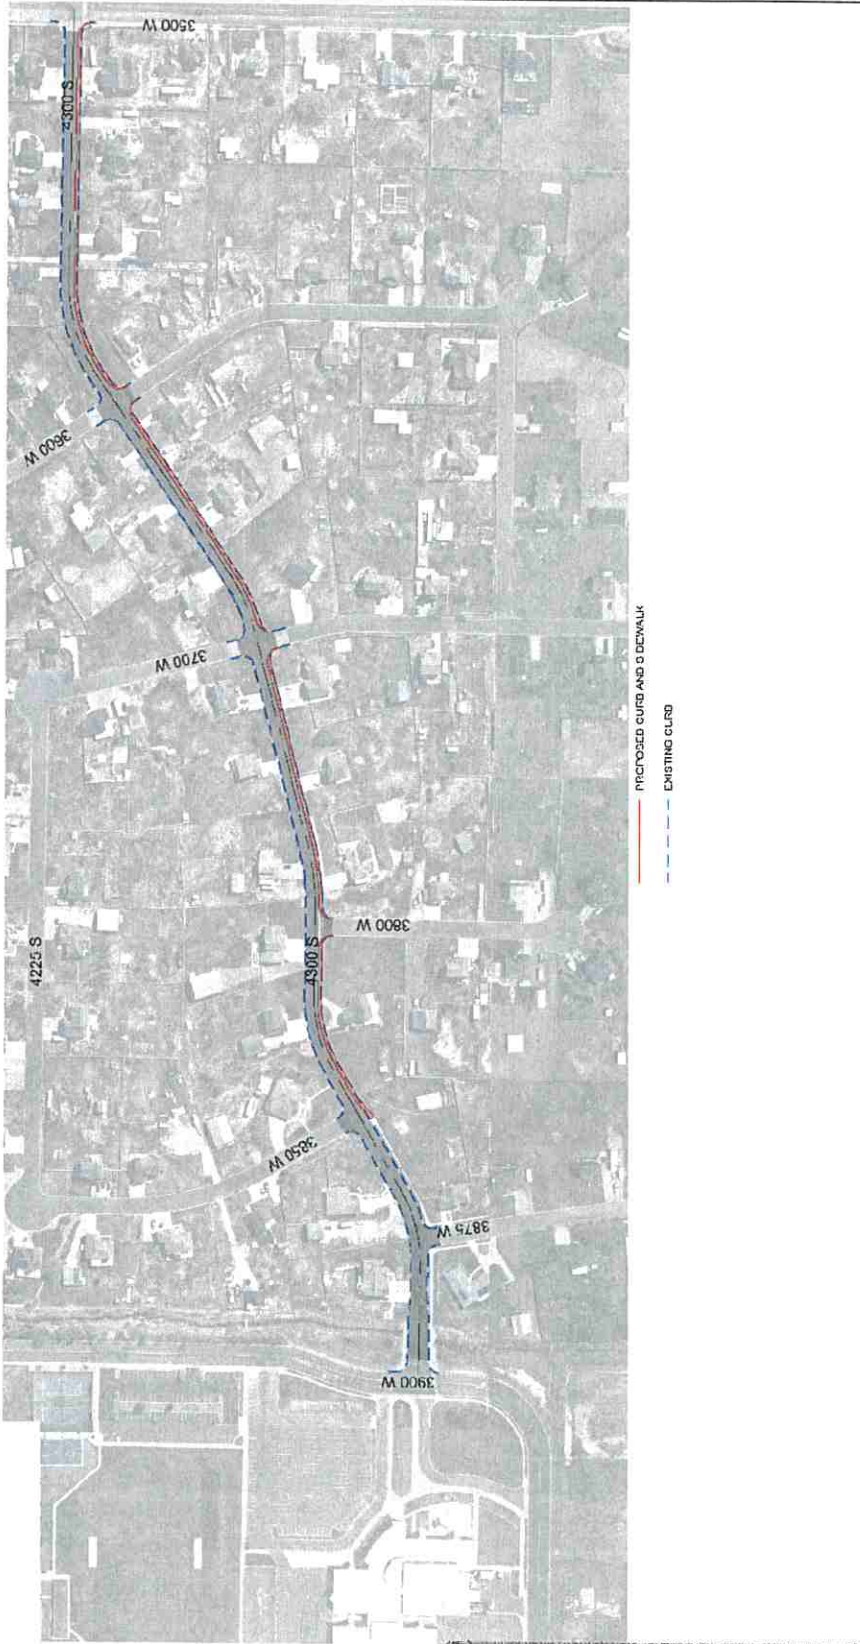 3500 W
4300 S
3600 W
3700 W
4225 S
4300 S
3800 W
3850 W
3875 W
3900 W
PROPOSED CURB AND SIDEWALK
EXISTING CURB